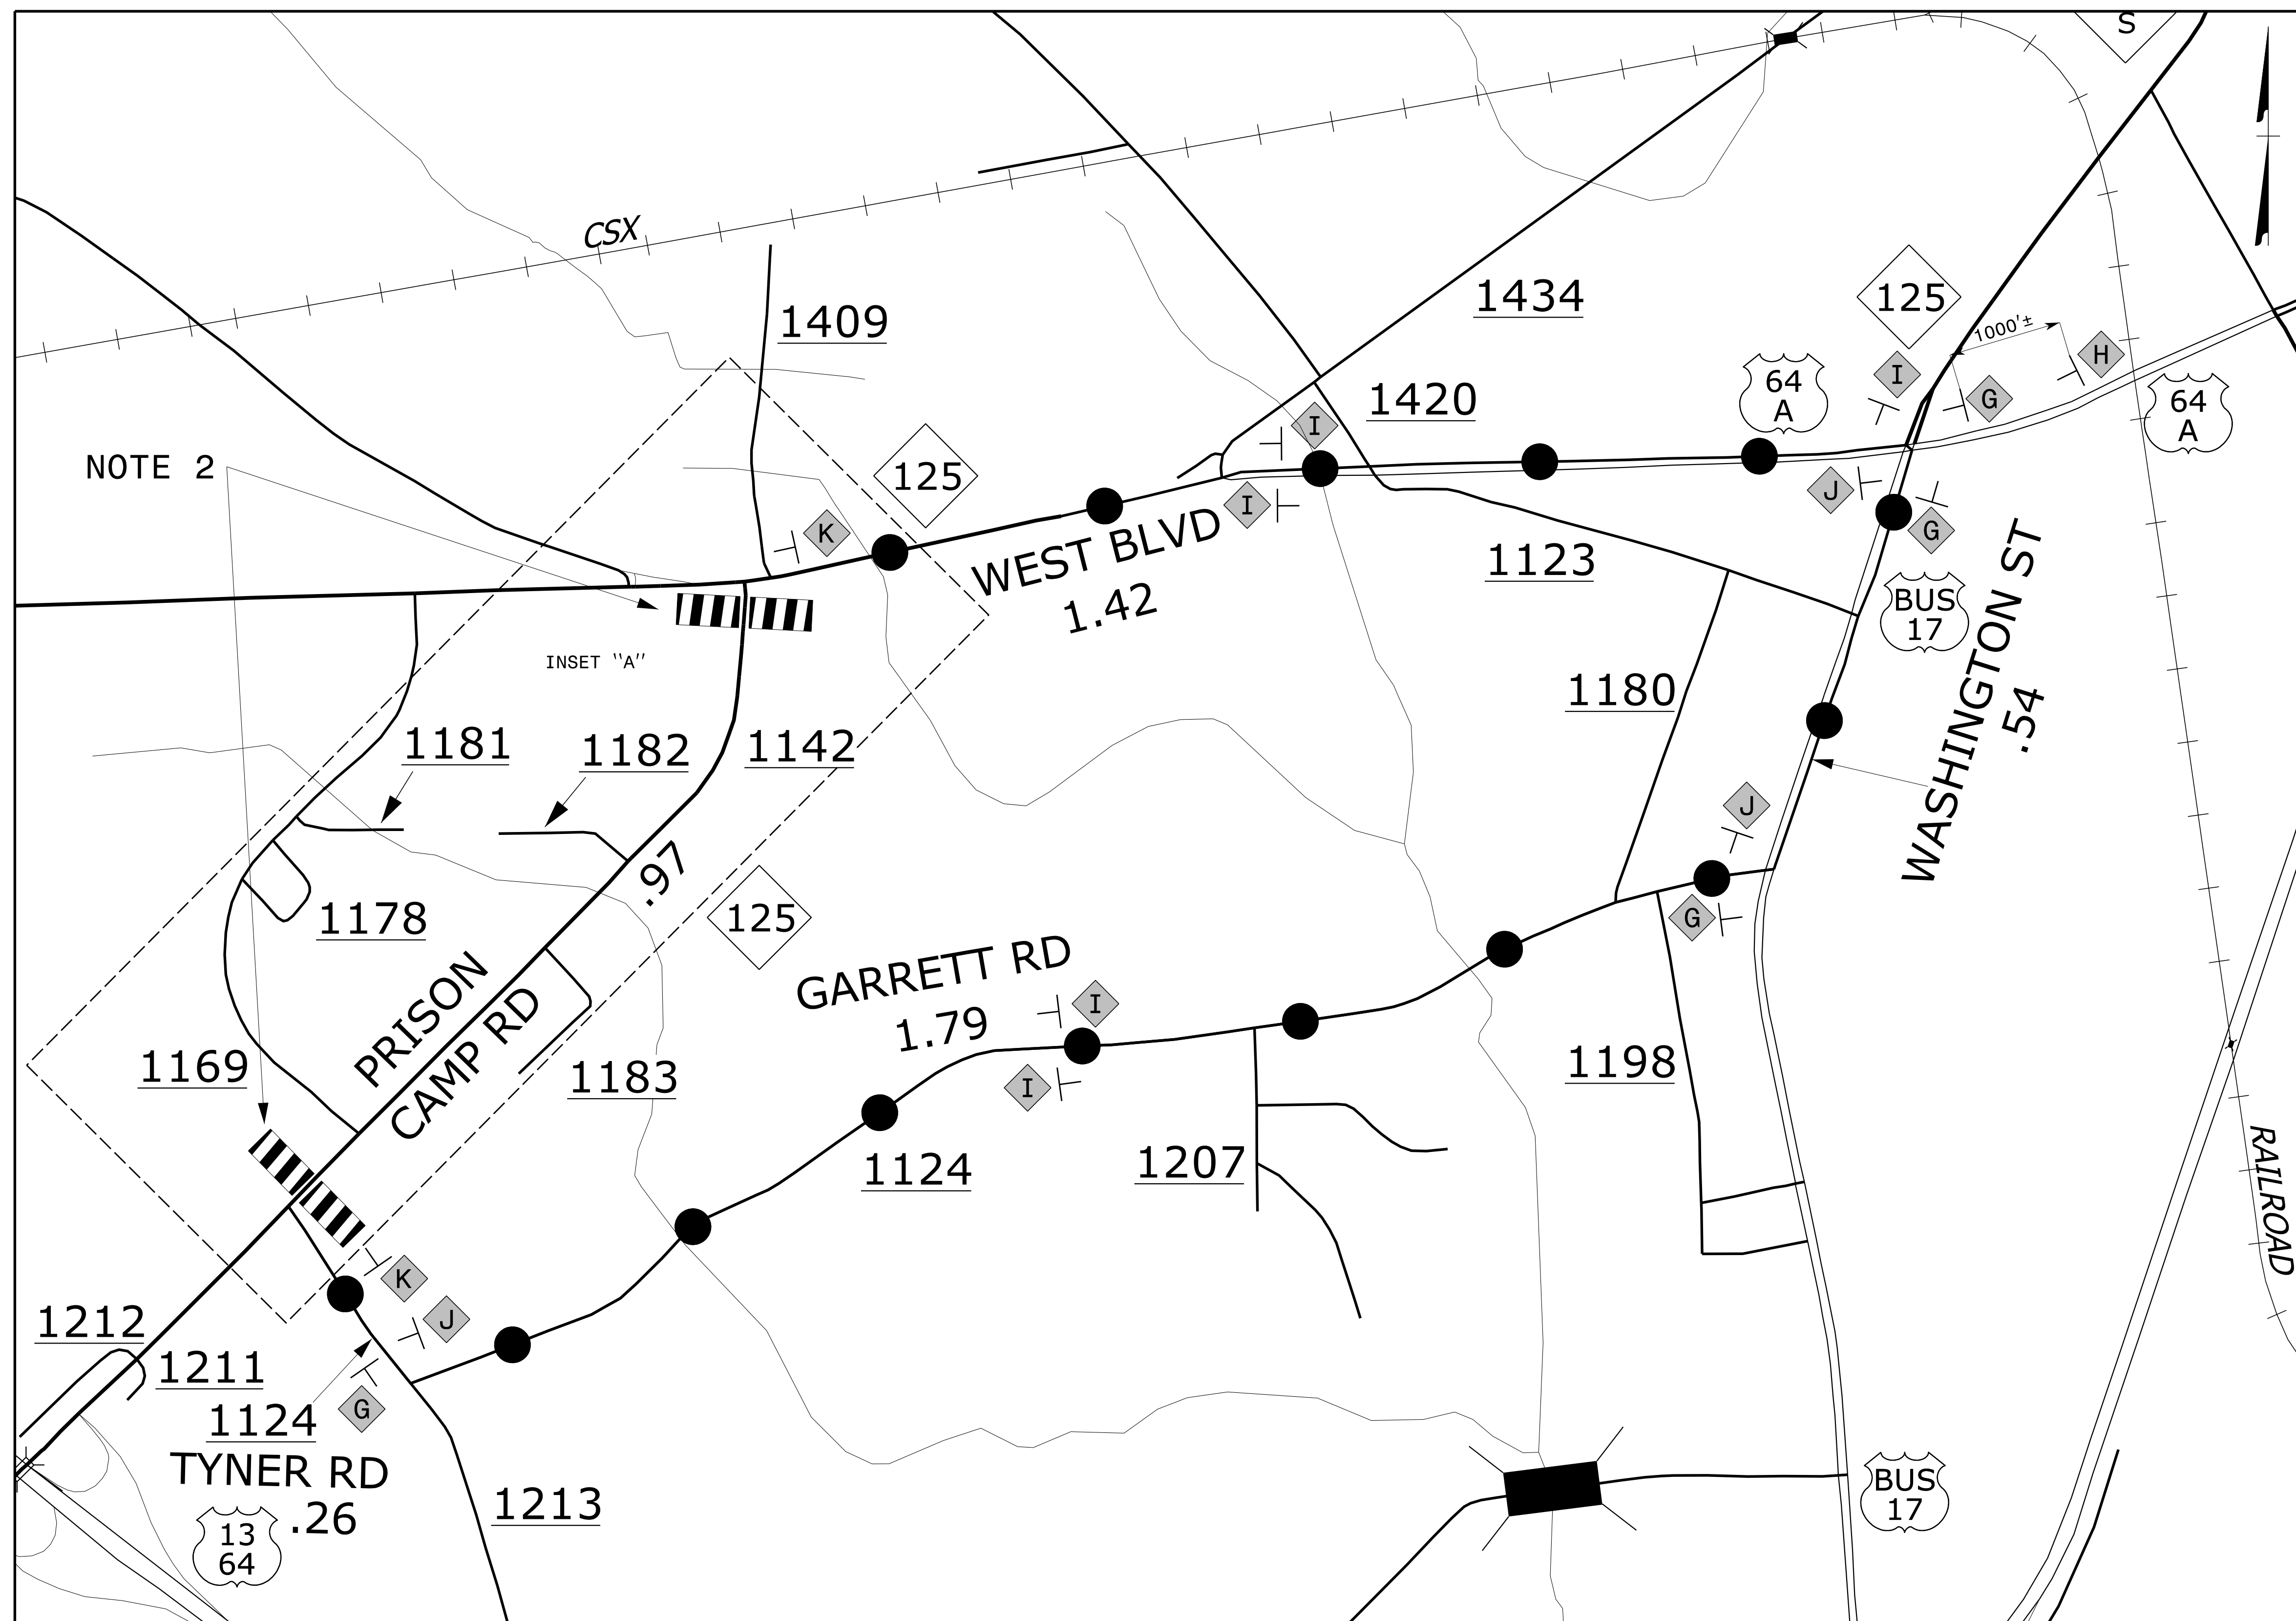 S
CSX
1409
1434
125
1000'±
I
H
G
64
A
64
A
1420
I
NOTE 2
125
J
I
K
G
WEST BLVD
1.42
1123
BUS
17
INSET "A"
1180
WASHINGTON ST
.54
1181
1182
1142
J
.97
1178
125
G
GARRETT RD
1.79
I
PRISON
CAMP RD
1169
1183
I
1198
1124
1207
RAILROAD
K
J
1212
1211
G
1124
TYNER RD
.26
13
64
1213
BUS
17